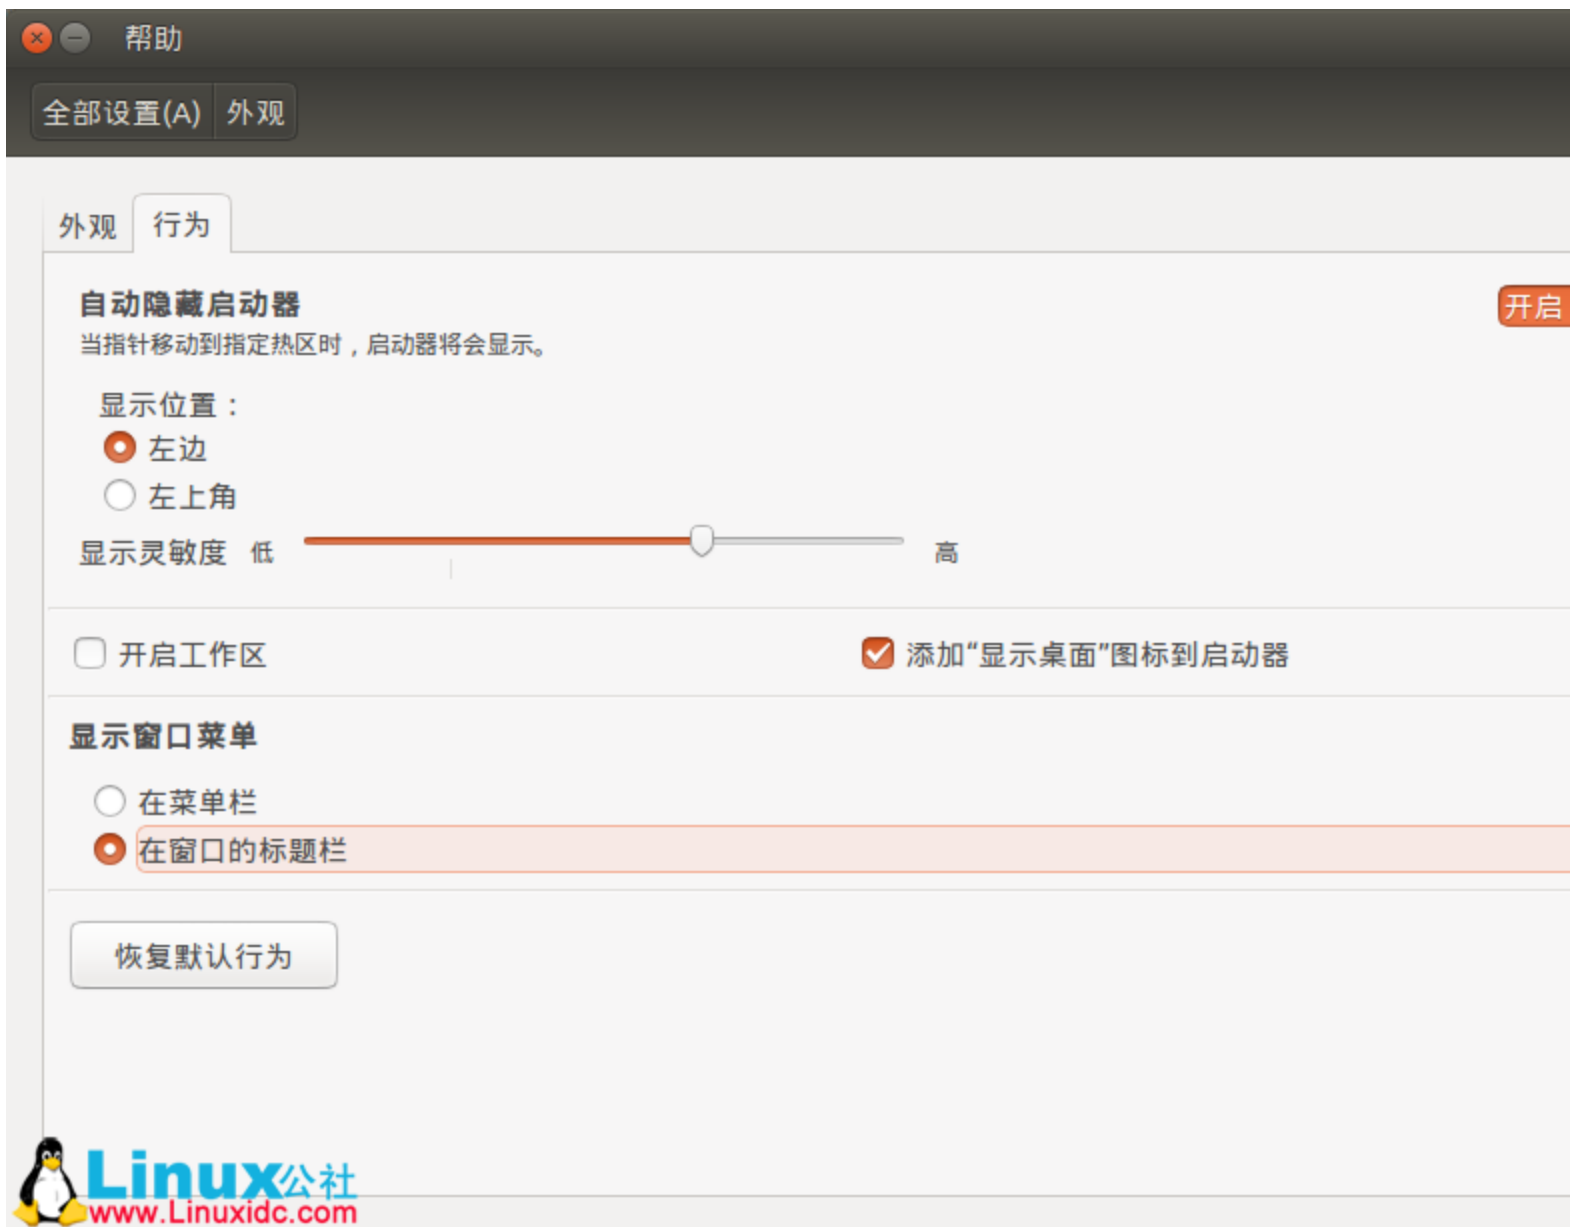 帮助
全部设置(A) 外观
外观 行为
自动隐藏启动器 开启
当指针移动到指定热区时，启动器将会显示。
显示位置：
左边
左上角
显示灵敏度 低 高
开启工作区 添加“显示桌面”图标到启动器
显示窗口菜单
在菜单栏
在窗口的标题栏
恢复默认行为
Linux公社
www.Linuxidc.com